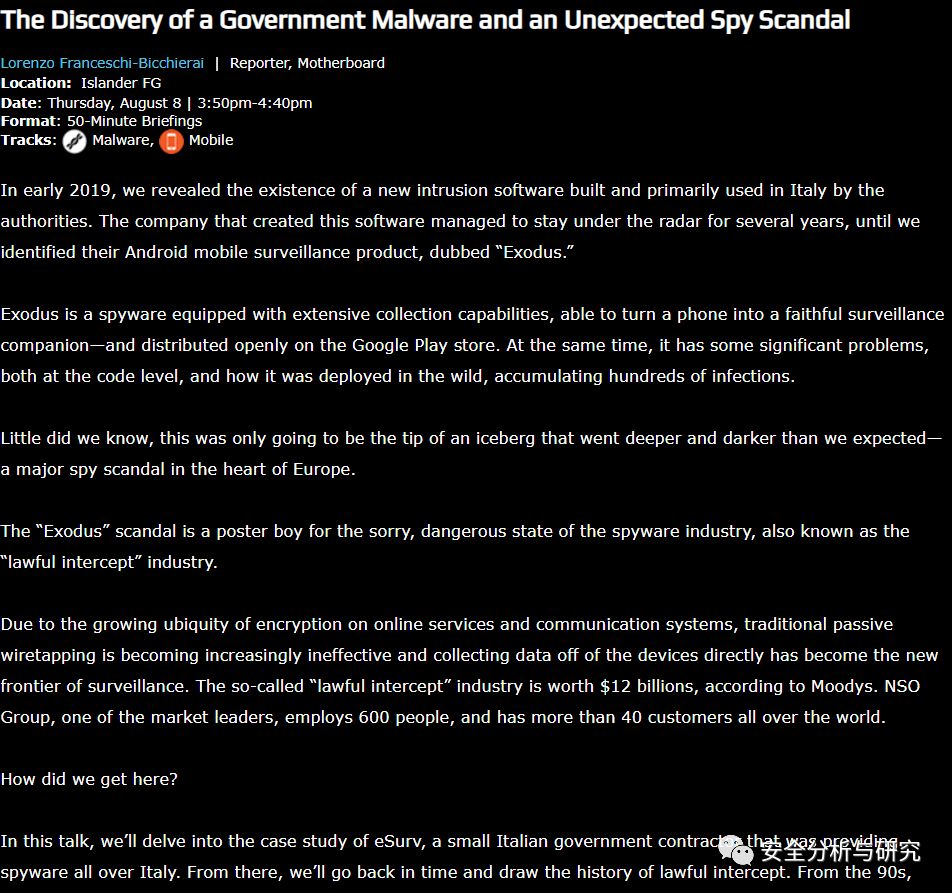 The Discovery of a Government Malware and an Unexpected Spy Scandal
Lorenzo Franceschi-Bicchierai | Reporter, Motherboard
Location: Islander FG
Date: Thursday, August 8 | 3:50pm-4:40pm
Format: 50-Minute Briefings
Tracks: Malware, Mobile
In early 2019, we revealed the existence of a new intrusion software built and primarily used in Italy by the
authorities. The company that created this software managed to stay under the radar for several years, until we
identified their Android mobile surveillance product, dubbed “Exodus.”
Exodus is a spyware equipped with extensive collection capabilities, able to turn a phone into a faithful surveillance
companion—and distributed openly on the Google Play store. At the same time, it has some significant problems,
both at the code level, and how it was deployed in the wild, accumulating hundreds of infections.
Little did we know, this was only going to be the tip of an iceberg that went deeper and darker than we expected—
a major spy scandal in the heart of Europe.
The “Exodus” scandal is a poster boy for the sorry, dangerous state of the spyware industry, also known as the
“lawful intercept” industry.
Due to the growing ubiquity of encryption on online services and communication systems, traditional passive
wiretapping is becoming increasingly ineffective and collecting data off of the devices directly has become the new
frontier of surveillance. The so-called “lawful intercept” industry is worth $12 billions, according to Moodys. NSO
Group, one of the market leaders, employs 600 people, and has more than 40 customers all over the world.
How did we get here?
In this talk, we’ll delve into the case study of eSurv, a small Italian government contractor that was providing
spyware all over Italy. From there, we’ll go back in time and draw the history of lawful intercept. From the 90s,
安全分析与研究